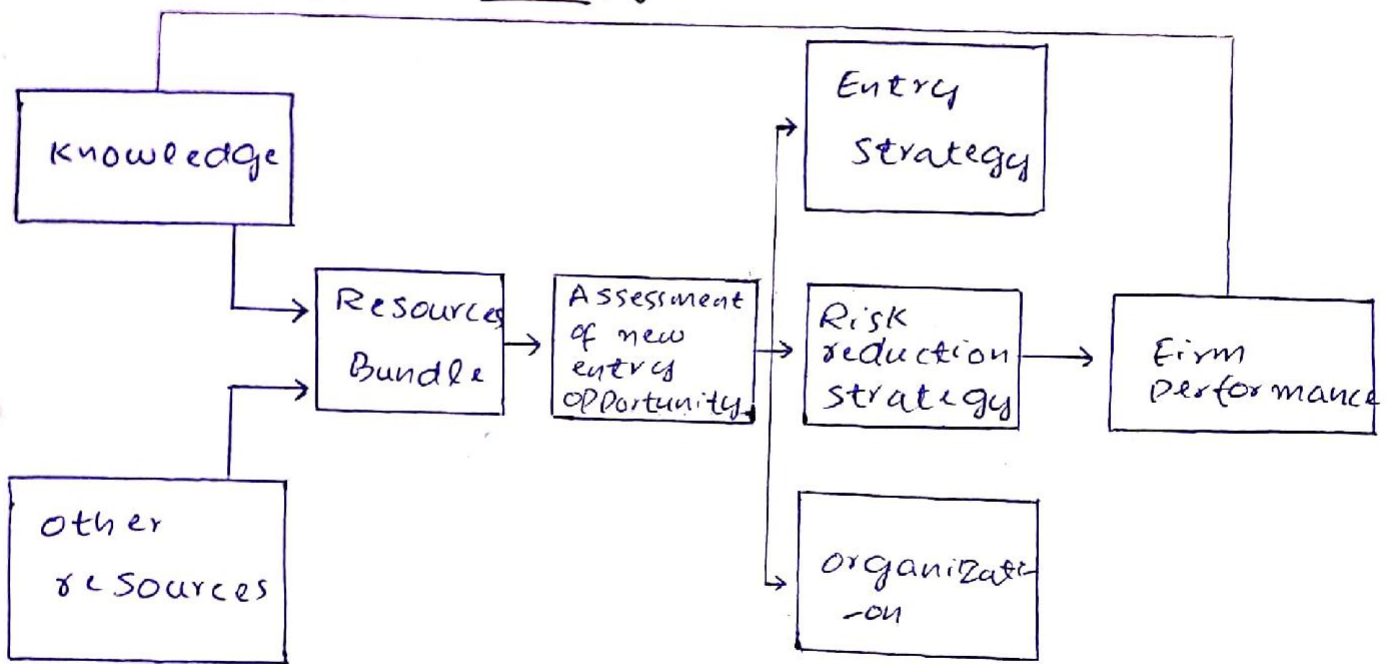 Knowledge
Other
resources
Resources
Bundle
Assessment
of new
entry
opportunity
Entry
Strategy
Risk
reduction
strategy
organizati
-on
Firm
performance